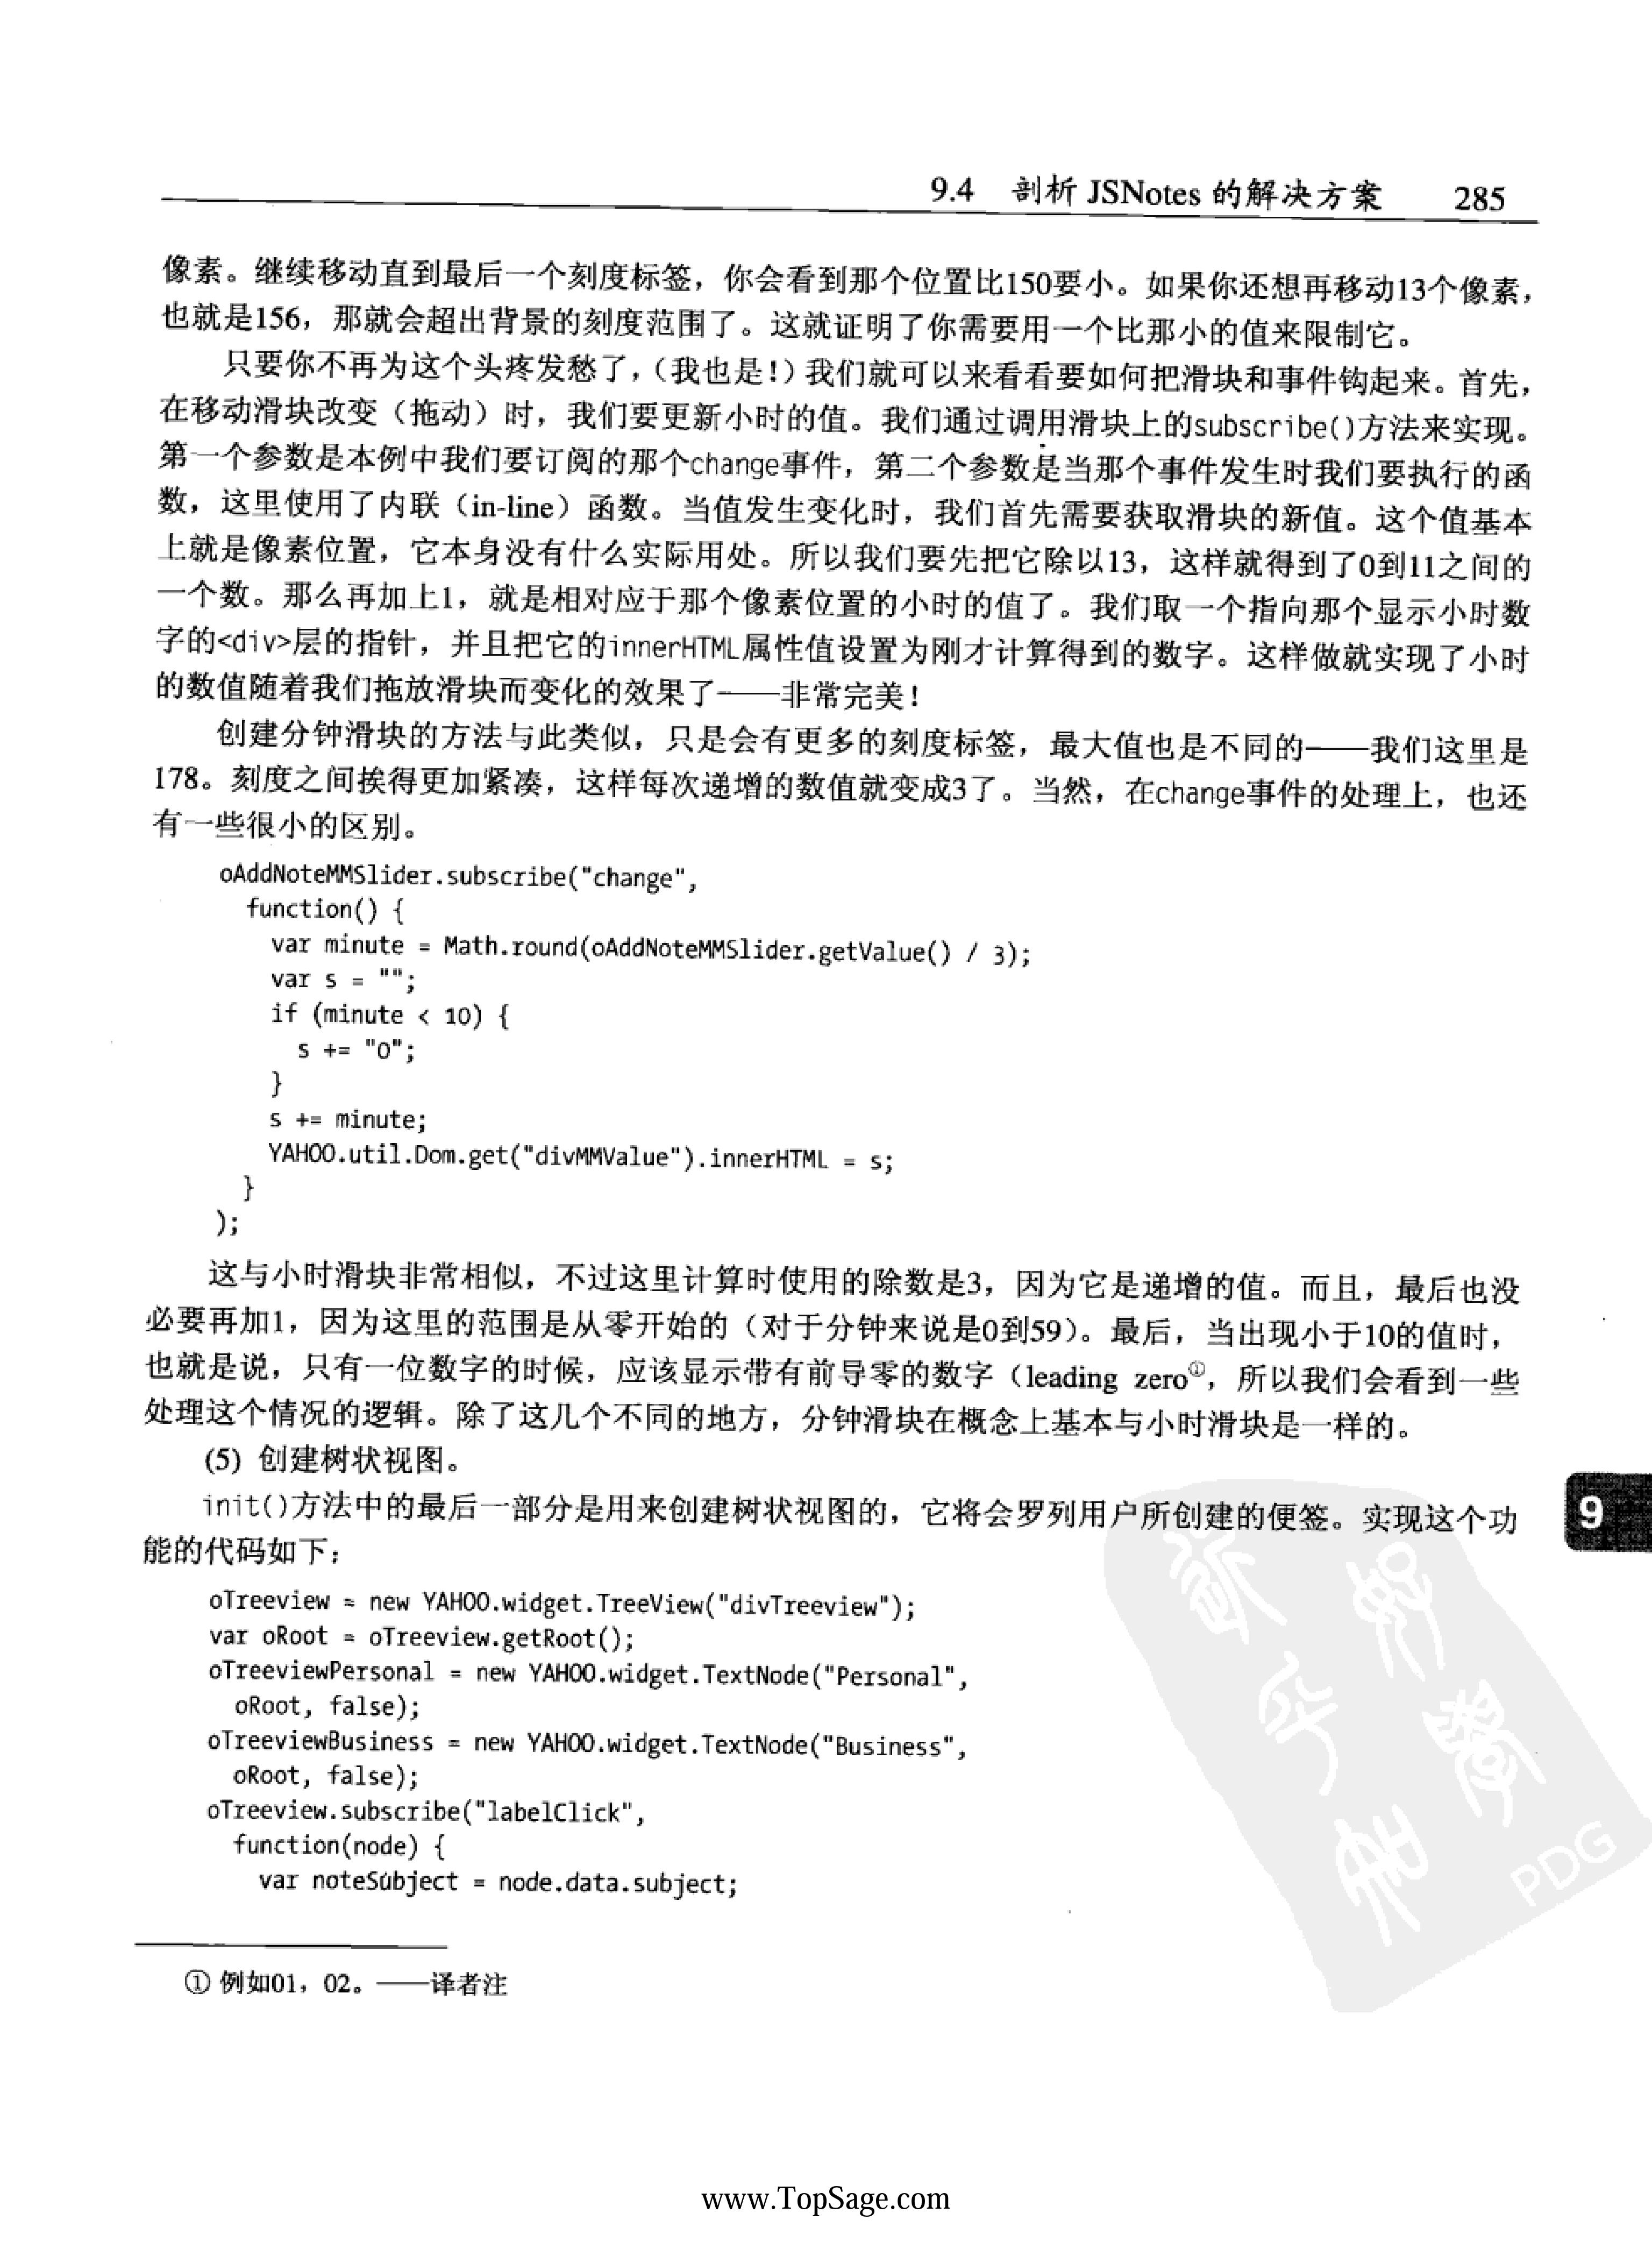 9.4 剖析 JSNotes 的解决方案 285
像素。继续移动直到最后一个刻度标签，你会看到那个位置比150要小。如果你还想再移动13个像素，
也就是156，那就会超出背景的刻度范围了。这就证明了你需要用一个比那小的值来限制它。
只要你不再为这个头疼发愁了，（我也是！）我们就可以来看看要如何把滑块和事件钩起来。首先，
在移动滑块改变（拖动）时，我们要更新小时的值。我们通过调用滑块上的subscribe()方法来实现。
第一个参数是本例中我们要订阅的那个change事件，第二个参数是当那个事件发生时我们要执行的函
数，这里使用了内联（in-line）函数。当值发生变化时，我们首先需要获取滑块的新值。这个值基本
上就是像素位置，它本身没有什么实际用处。所以我们要先把它除以13，这样就得到了0到11之间的
一个数。那么再加上1，就是相对应于那个像素位置的小时的值了。我们取一个指向那个显示小时数
字的<div>层的指针，并且把它的innerHTML属性值设置为刚才计算得到的数字。这样做就实现了小时
的数值随着我们拖放滑块而变化的效果了——非常完美！
创建分钟滑块的方法与此类似，只是会有更多的刻度标签，最大值也是不同的——我们这里是
178。刻度之间挨得更加紧凑，这样每次递增的数值就变成3了。当然，在change事件的处理上，也还
有一些很小的区别。
oAddNoteMMSlider.subscribe("change",
function() {
var minute = Math.round(oAddNoteMMSlider.getValue() / 3);
var s = "";
if (minute < 10) {
s += "0";
}
s += minute;
YAHOO.util.Dom.get("divMMValue").innerHTML = s;
}
);
这与小时滑块非常相似，不过这里计算时使用的除数是3，因为它是递增的值。而且，最后也没
必要再加1，因为这里的范围是从零开始的（对于分钟来说是0到59）。最后，当出现小于10的值时，
也就是说，只有一位数字的时候，应该显示带有前导零的数字（leading zero①，所以我们会看到一些
处理这个情况的逻辑。除了这几个不同的地方，分钟滑块在概念上基本与小时滑块是一样的。
(5) 创建树状视图。
init()方法中的最后一部分是用来创建树状视图的，它将会罗列用户所创建的便签。实现这个功
能的代码如下：
9
oTreeview = new YAHOO.widget.TreeView("divTreeview");
var oRoot = oTreeview.getRoot();
oTreeviewPersonal = new YAHOO.widget.TextNode("Personal",
oRoot, false);
oTreeviewBusiness = new YAHOO.widget.TextNode("Business",
oRoot, false);
oTreeview.subscribe("labelClick",
function(node) {
var noteSubject = node.data.subject;
PDG
① 例如01，02。——译者注
www.TopSage.com